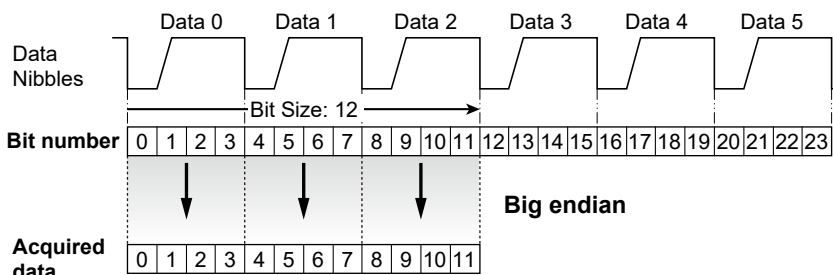 Data 0 Data 1 Data 2 Data 3 Data 4 Data 5
Data
Nibbles
Bit Size: 12
Bit number 0 1 2 3 4 5 6 7 8 9 10 11 12 13 14 15 16 17 18 19 20 21 22 23
Big endian
Acquired
data
0 1 2 3 4 5 6 7 8 9 10 11